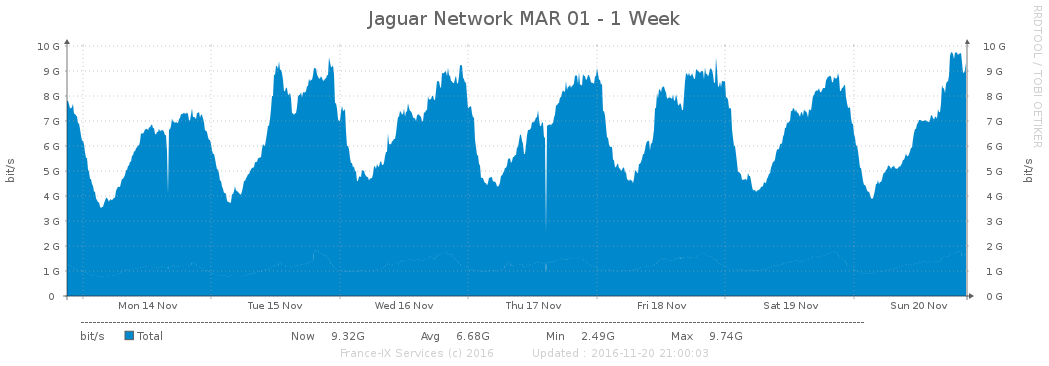 Jaguar Network MAR 01 - 1 Week
RRDTOOL / TOBI OETIKER
bit/s
10 G
9 G
8 G
7 G
6 G
5 G
4 G
3 G
2 G
1 G
0
10 G
9 G
8 G
7 G
6 G
5 G
4 G
3 G
2 G
1 G
0 G
bit/s
Mon 14 Nov Tue 15 Nov Wed 16 Nov Thu 17 Nov Fri 18 Nov Sat 19 Nov Sun 20 Nov
bit/s Total Now 9.32G Avg 6.68G Min 2.49G Max 9.74G
France-IX Services (c) 2016 Updated : 2016-11-20 21:00:03